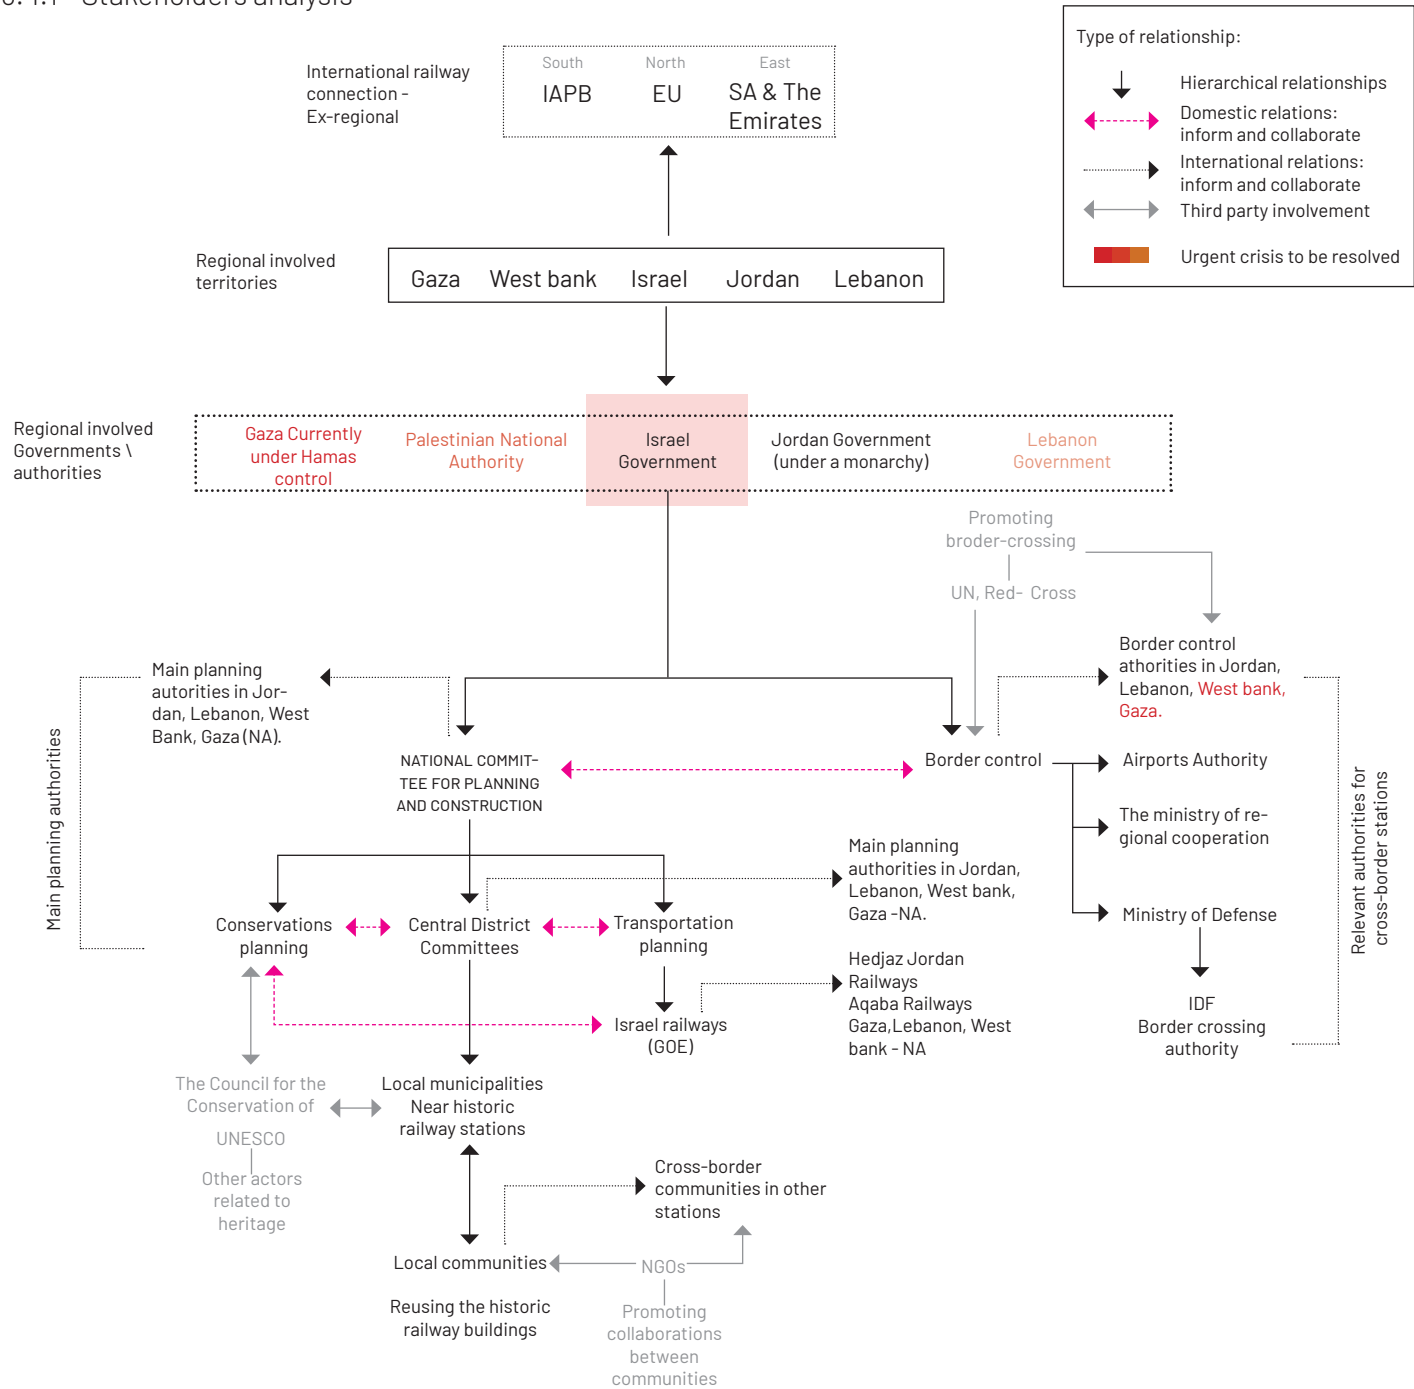 Stakeholders analysis
Type of relationship:
Hierarchical relationships
Domestic relations:
inform and collaborate
International relations:
inform and collaborate
Third party involvement
Urgent crisis to be resolved
International railway
connection -
Ex-regional
South
IAPB
North
EU
East
SA & The
Emirates
Regional involved
territories
Gaza West bank Israel Jordan Lebanon
Regional involved
Governments \
authorities
Gaza Currently
under Hamas
control
Palestinian National
Authority
Israel
Government
Jordan Government
(under a monarchy)
Lebanon
Government
Promoting
broder-crossing
UN, Red- Cross
Main planning authorities
Main planning
autorities in Jor-
dan, Lebanon, West
Bank, Gaza (NA).
Border control
athorities in Jordan,
Lebanon, West bank,
Gaza.
NATIONAL COMMIT-
TEE FOR PLANNING
AND CONSTRUCTION
Border control
Airports Authority
The ministry of re-
gional cooperation
Ministry of Defense
IDF
Border crossing
authority
Relevant authorities for
cross-border stations
Main planning
authorities in Jordan,
Lebanon, West bank,
Gaza -NA.
Conservations
planning
Central District
Committees
Transportation
planning
Hedjaz Jordan
Railways
Aqaba Railways
Gaza,Lebanon, West
bank - NA
Israel railways
(GOE)
The Council for the
Conservation of
UNESCO
Other actors
related to
heritage
Local municipalities
Near historic
railway stations
Cross-border
communities in other
stations
Local communities
NGOs
Reusing the historic
railway buildings
Promoting
collaborations
between
communities